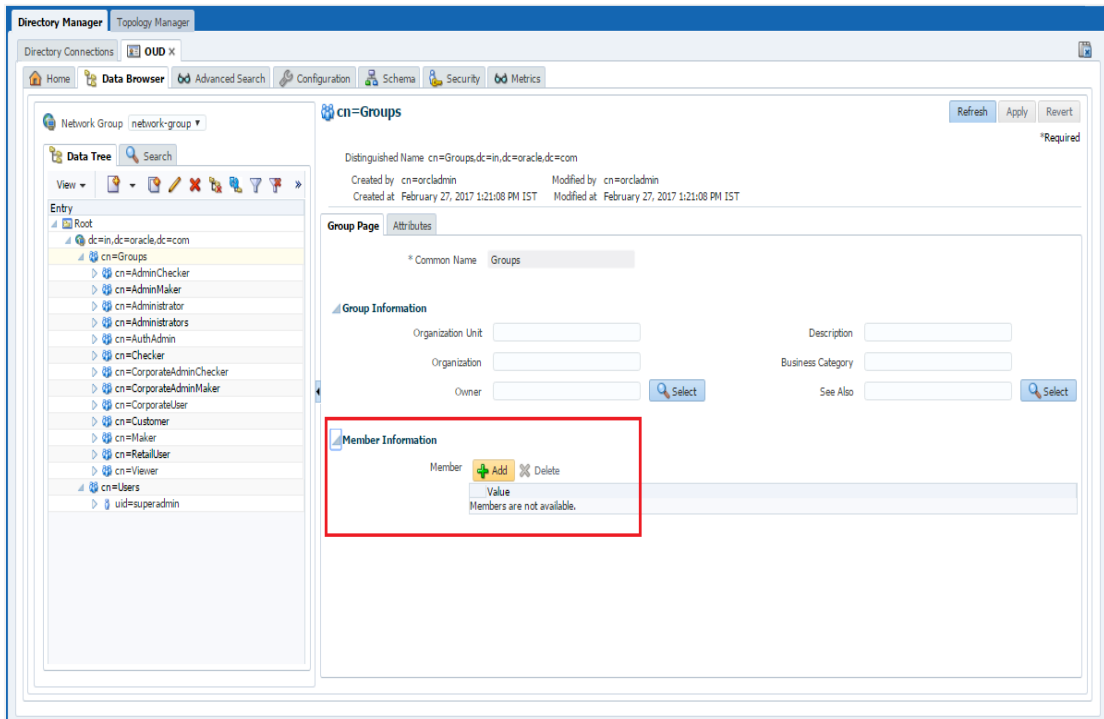 Directory Manager Topology Manager
Directory Connections OUD ×
Home Data Browser Advanced Search Configuration Schema Security Metrics
Network Group network-group
Data Tree Search
View
Entry
Root
dc=in,dc=oracle,dc=com
cn=Groups
cn=AdminChecker
cn=AdminMaker
cn=Administrator
cn=Administrators
cn=AuthAdmin
cn=Checker
cn=CorporateAdminChecker
cn=CorporateAdminMaker
cn=CorporateUser
cn=Customer
cn=Maker
cn=RetailUser
cn=Viewer
cn=Users
uid=superadmin
cn=Groups
Refresh Apply Revert
*Required
Distinguished Name cn=Groups,dc=in,dc=oracle,dc=com
Created by cn=orcladmin Modified by cn=orcladmin
Created at February 27, 2017 1:21:08 PM IST Modified at February 27, 2017 1:21:08 PM IST
Group Page Attributes
* Common Name Groups
Group Information
Organization Unit Description
Organization Business Category
Owner Select See Also Select
Member Information
Member Add Delete
Value
Members are not available.